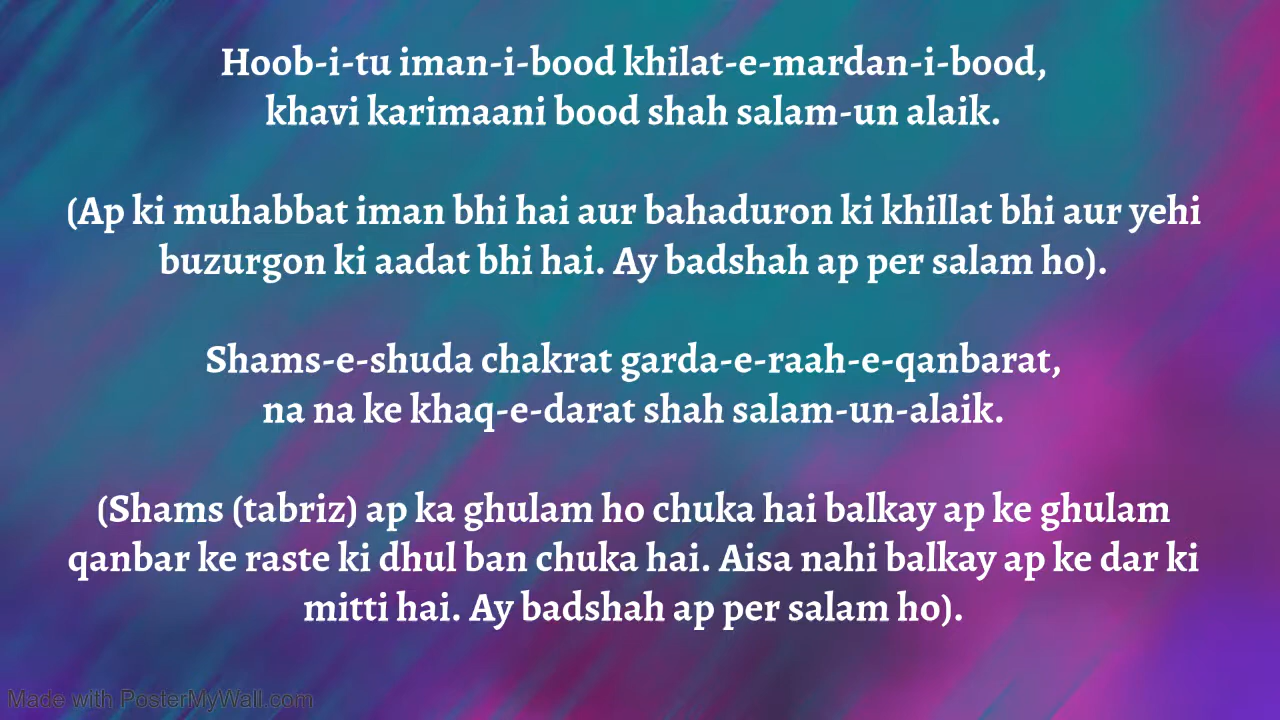 Hoob-i-tu iman-i-bood khilat-e-mardan-i-bood,
khavi karimaani bood shah salam-un alaik.
(Ap ki muhabbat iman bhi hai aur bahaduron ki khillat bhi aur yehi
buzurgon ki aadat bhi hai. Ay badshah ap per salam ho).
Shams-e-shuda chakrat garda-e-raah-e-qanbarat,
na na ke khaq-e-darat shah salam-un-alaik.
(Shams (tabriz) ap ka ghulam ho chuka hai balkay ap ke ghulam
qanbar ke raste ki dhul ban chuka hai. Aisa nahi balkay ap ke dar ki
mitti hai. Ay badshah ap per salam ho).
Made with PosterMyWall.com